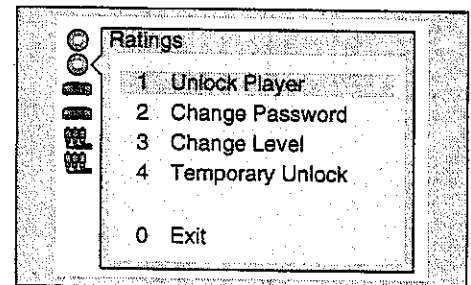 Ratings
1 Unlock Player
2 Change Password
3 Change Level
4 Temporary Unlock
0 Exit